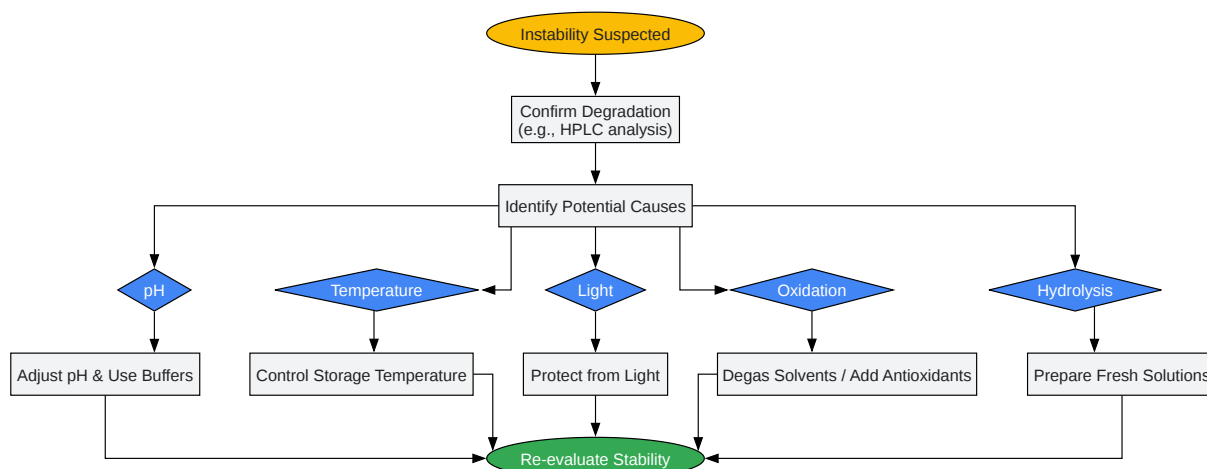 Instability Suspected
Confirm Degradation
(e.g., HPLC analysis)
Identify Potential Causes
pH
Temperature
Light
Oxidation
Hydrolysis
Adjust pH & Use Buffers
Control Storage Temperature
Protect from Light
Degas Solvents / Add Antioxidants
Prepare Fresh Solutions
Re-evaluate Stability